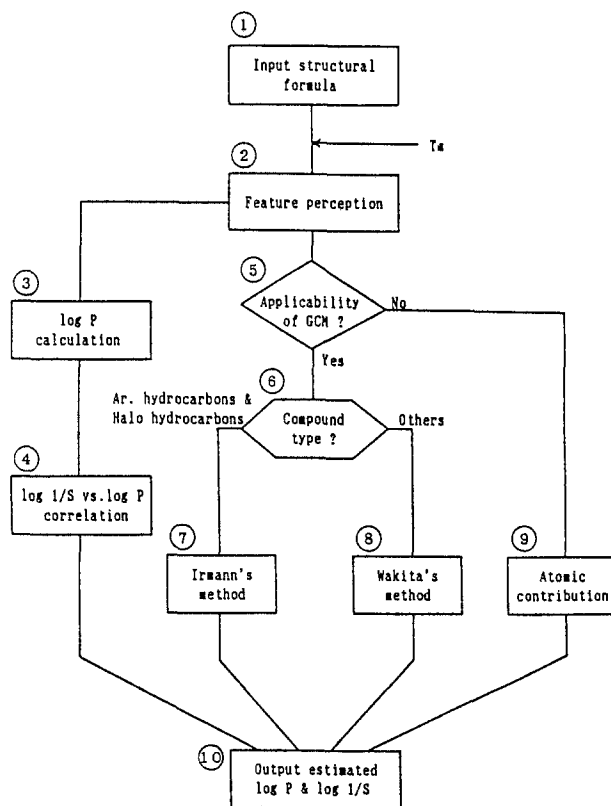 1
Input structural
formula
Tm
2
Feature perception
5
Applicability
of GCM ?
No
Yes
3
log P
calculation
6
Ar. hydrocarbons &
Halo hydrocarbons
Compound
type ?
Others
4
log 1/S vs.log P
correlation
7
Irmann's
method
8
Wakita's
method
9
Atomic
contribution
10
Output estimated
log P & log 1/S